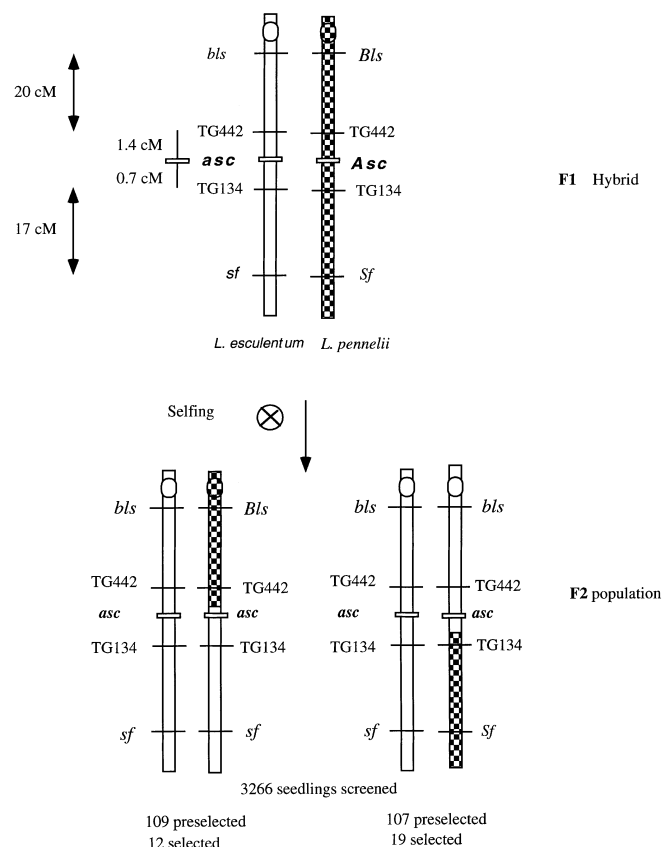 bls Bls
20 cM
TG442 TG442
1.4 cM
asc Asc
0.7 cM
F1 Hybrid
TG134 TG134
17 cM
sf Sf
L. esculentum L. pennelii
Selfing
bls Bls bls bls
TG442 TG442 TG442 TG442
F2 population
asc asc asc asc
TG134 TG134 TG134 TG134
sf sf sf Sf
3266 seedlings screened
109 preselected 107 preselected
12 selected 19 selected